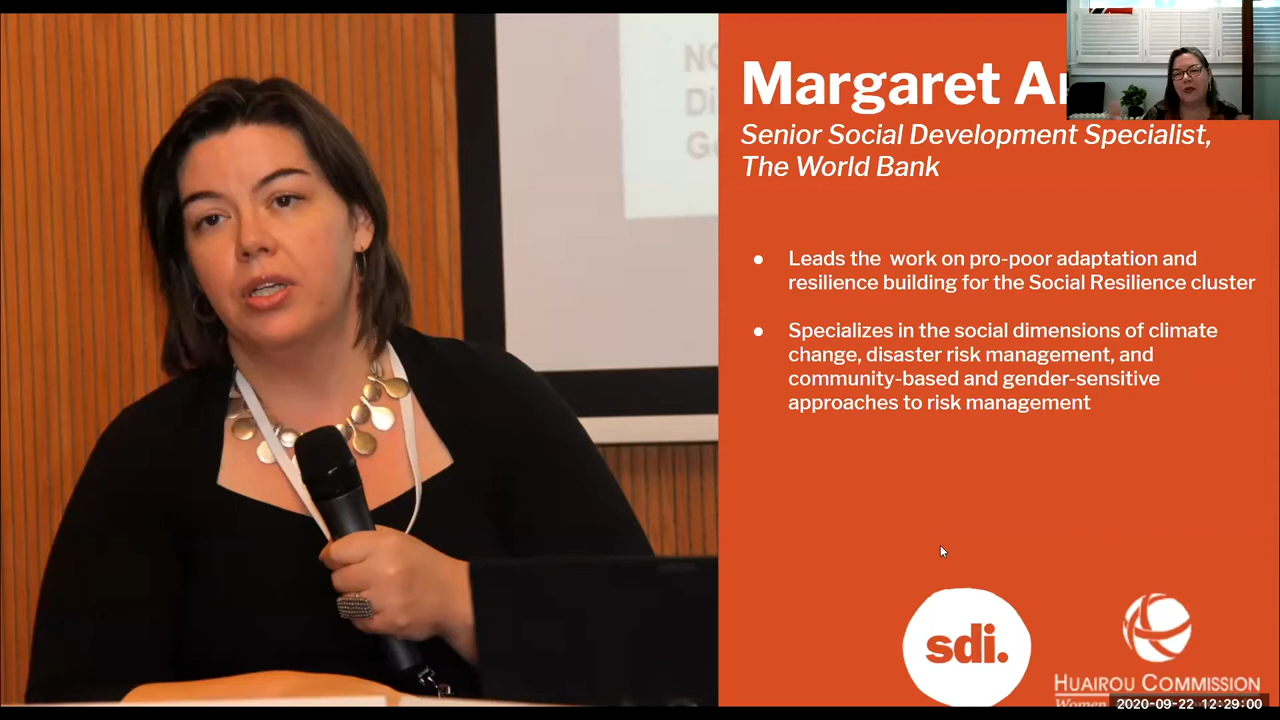 Margaret
Senior Social Development Specialist,
The World Bank
● Leads the work on pro-poor adaptation and
resilience building for the Social Resilience cluster
● Specializes in the social dimensions of climate
change, disaster risk management, and
community-based and gender-sensitive
approaches to risk management
sdi.
HUAIROU COMMISSION
Women
2020-09-22 12:29:00